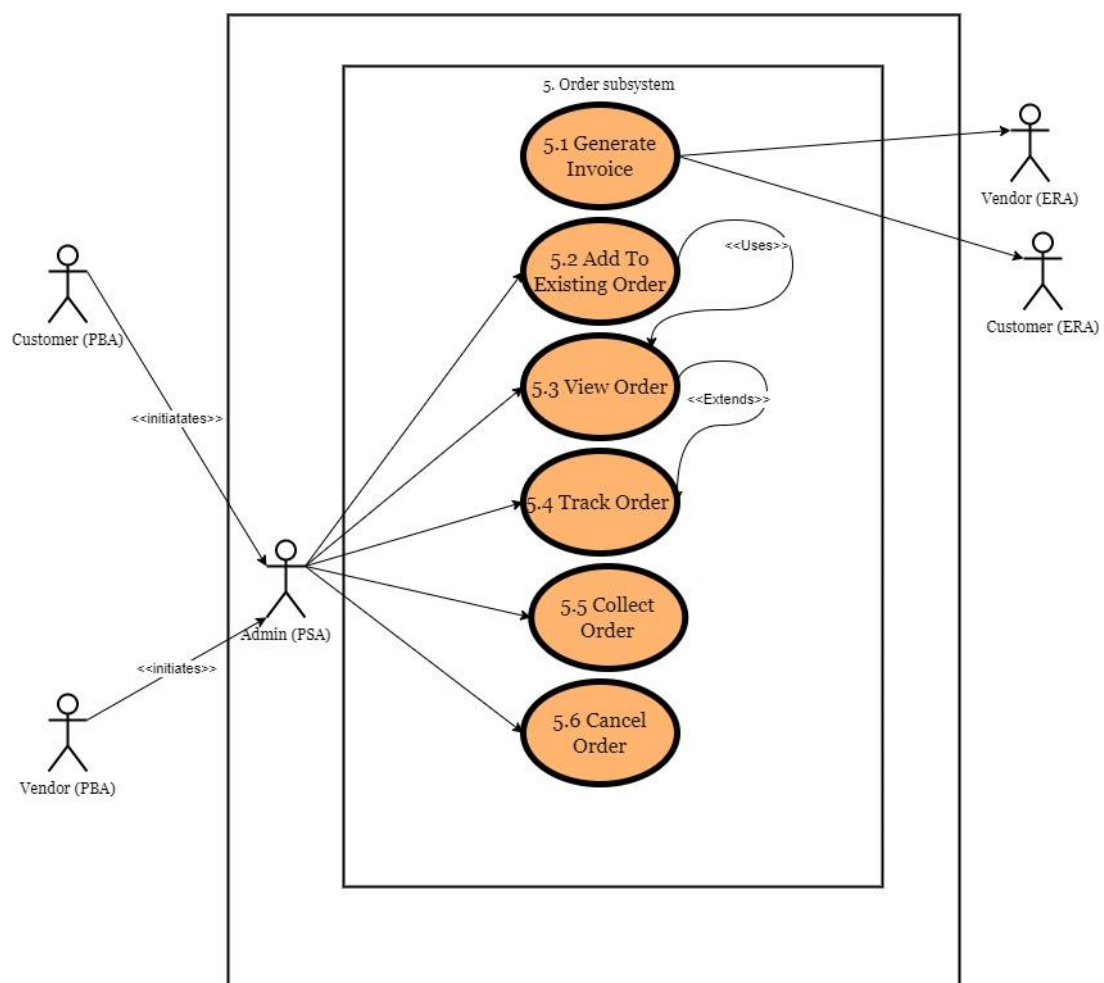 5. Order subsystem
5.1 Generate
Invoice
Vendor (ERA)
5.2 Add To
Existing Order
<<Uses>>
Customer (PBA)
Customer (ERA)
5.3 View Order
<<Extends>>
<<initiatates>>
5.4 Track Order
5.5 Collect
Order
Admin (PSA)
<<initiates>>
5.6 Cancel
Order
Vendor (PBA)